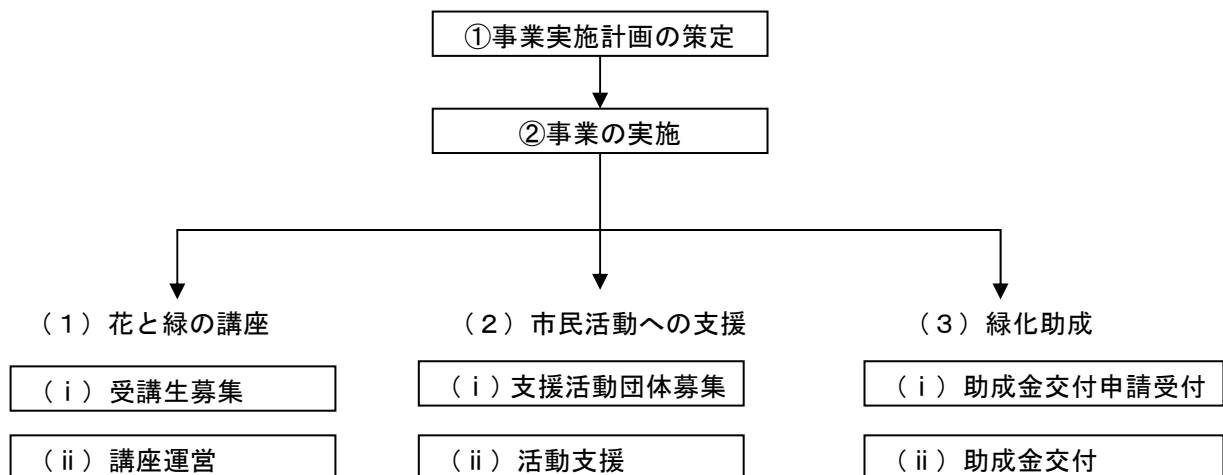 ①事業実施計画の策定
②事業の実施
（１）花と緑の講座
（ⅰ）受講生募集
（ⅱ）講座運営
（２）市民活動への支援
（ⅰ）支援活動団体募集
（ⅱ）活動支援
（３）緑化助成
（ⅰ）助成金交付申請受付
（ⅱ）助成金交付